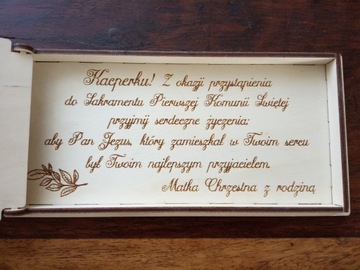 Kacperku! Z okazji przystąpienia
do Sakramentu Pierwszej Komunii Świętej
przyjmij serdeczne życzenia:
aby Pan Jezus, który zamieszkał w Twoim sercu
był Twoim najlepszym przyjacielem.
Matka Chrzestna z rodziną